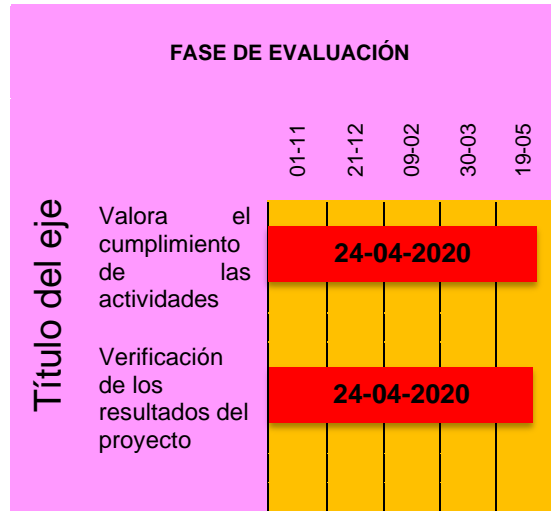 FASE DE EVALUACIÓN
01-11
21-12
09-02
30-03
19-05
Título del eje
Valora el
cumplimiento
de las
actividades
24-04-2020
Verificación
de los
resultados del
proyecto
24-04-2020